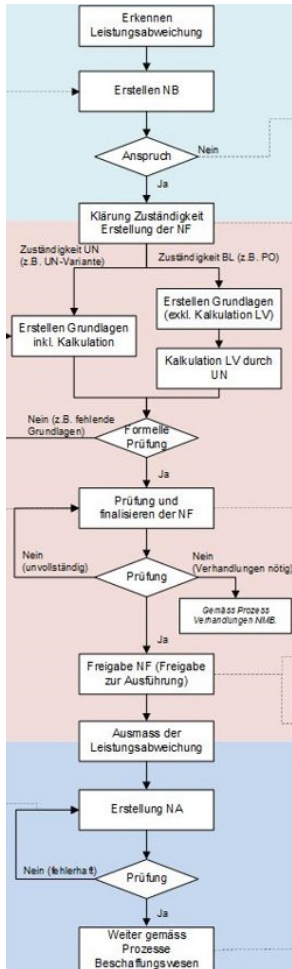 Erkennen
Leistungsabweichung
Erstellen NB
Anspruch
Nein
Ja
Klärung Zuständigkeit
Erstellung der NF
Zuständigkeit UN
(z.B. UN-Variante)
Zuständigkeit BL (z.B. PO)
Erstellen Grundlagen
inkl. Kalkulation
Erstellen Grundlagen
(exkl. Kalkulation LV)
Kalkulation LV durch
UN
Nein (z.B. fehlende
Grundlagen)
Formelle
Prüfung
Ja
Prüfung und
finalisieren der NF
Nein
(unvollständig)
Nein
(Verhandlungen nötig)
Prüfung
Gemäss Prozess
Verhandlungen NMB.
Ja
Freigabe NF (Freigabe
zur Ausführung)
Ausmass der
Leistungsabweichung
Erstellung NA
Nein (fehlerhaft)
Prüfung
Ja
Weiter gemäss
Prozesse
Beschaffungswesen